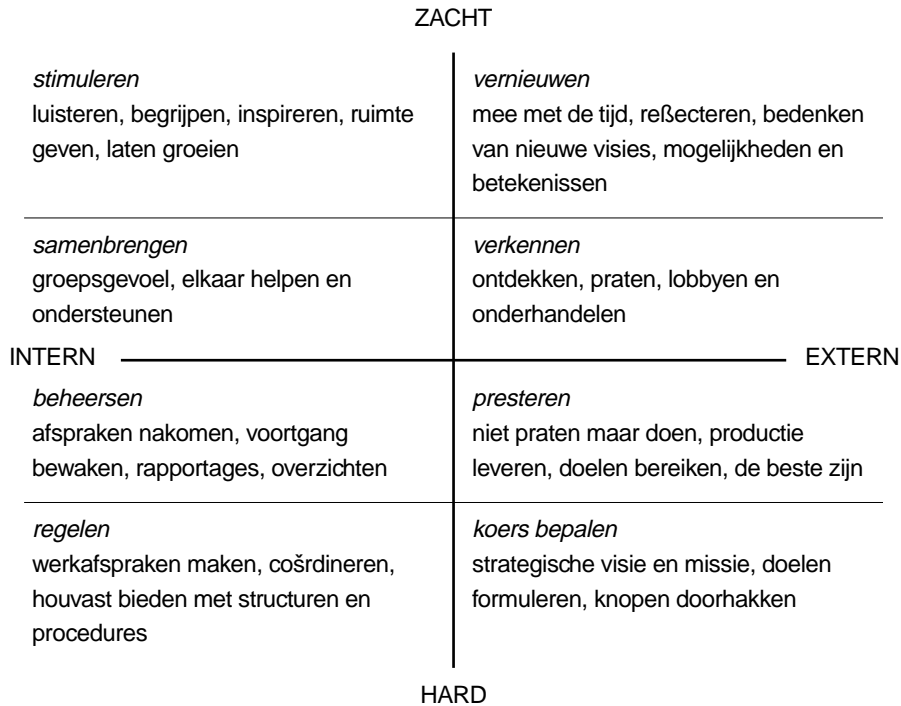 ZACHT
stimuleren
luisteren, begrijpen, inspireren, ruimte
geven, laten groeien
vernieuwen
mee met de tijd, reßecteren, bedenken
van nieuwe visies, mogelijkheden en
betekenissen
samenbrengen
groepsgevoel, elkaar helpen en
ondersteunen
verkennen
ontdekken, praten, lobbyen en
onderhandelen
INTERN
EXTERN
beheersen
afspraken nakomen, voortgang
bewaken, rapportages, overzichten
presteren
niet praten maar doen, productie
leveren, doelen bereiken, de beste zijn
regelen
werkafspraken maken, cošrdineren,
houvast bieden met structuren en
procedures
koers bepalen
strategische visie en missie, doelen
formuleren, knopen doorhakken
HARD